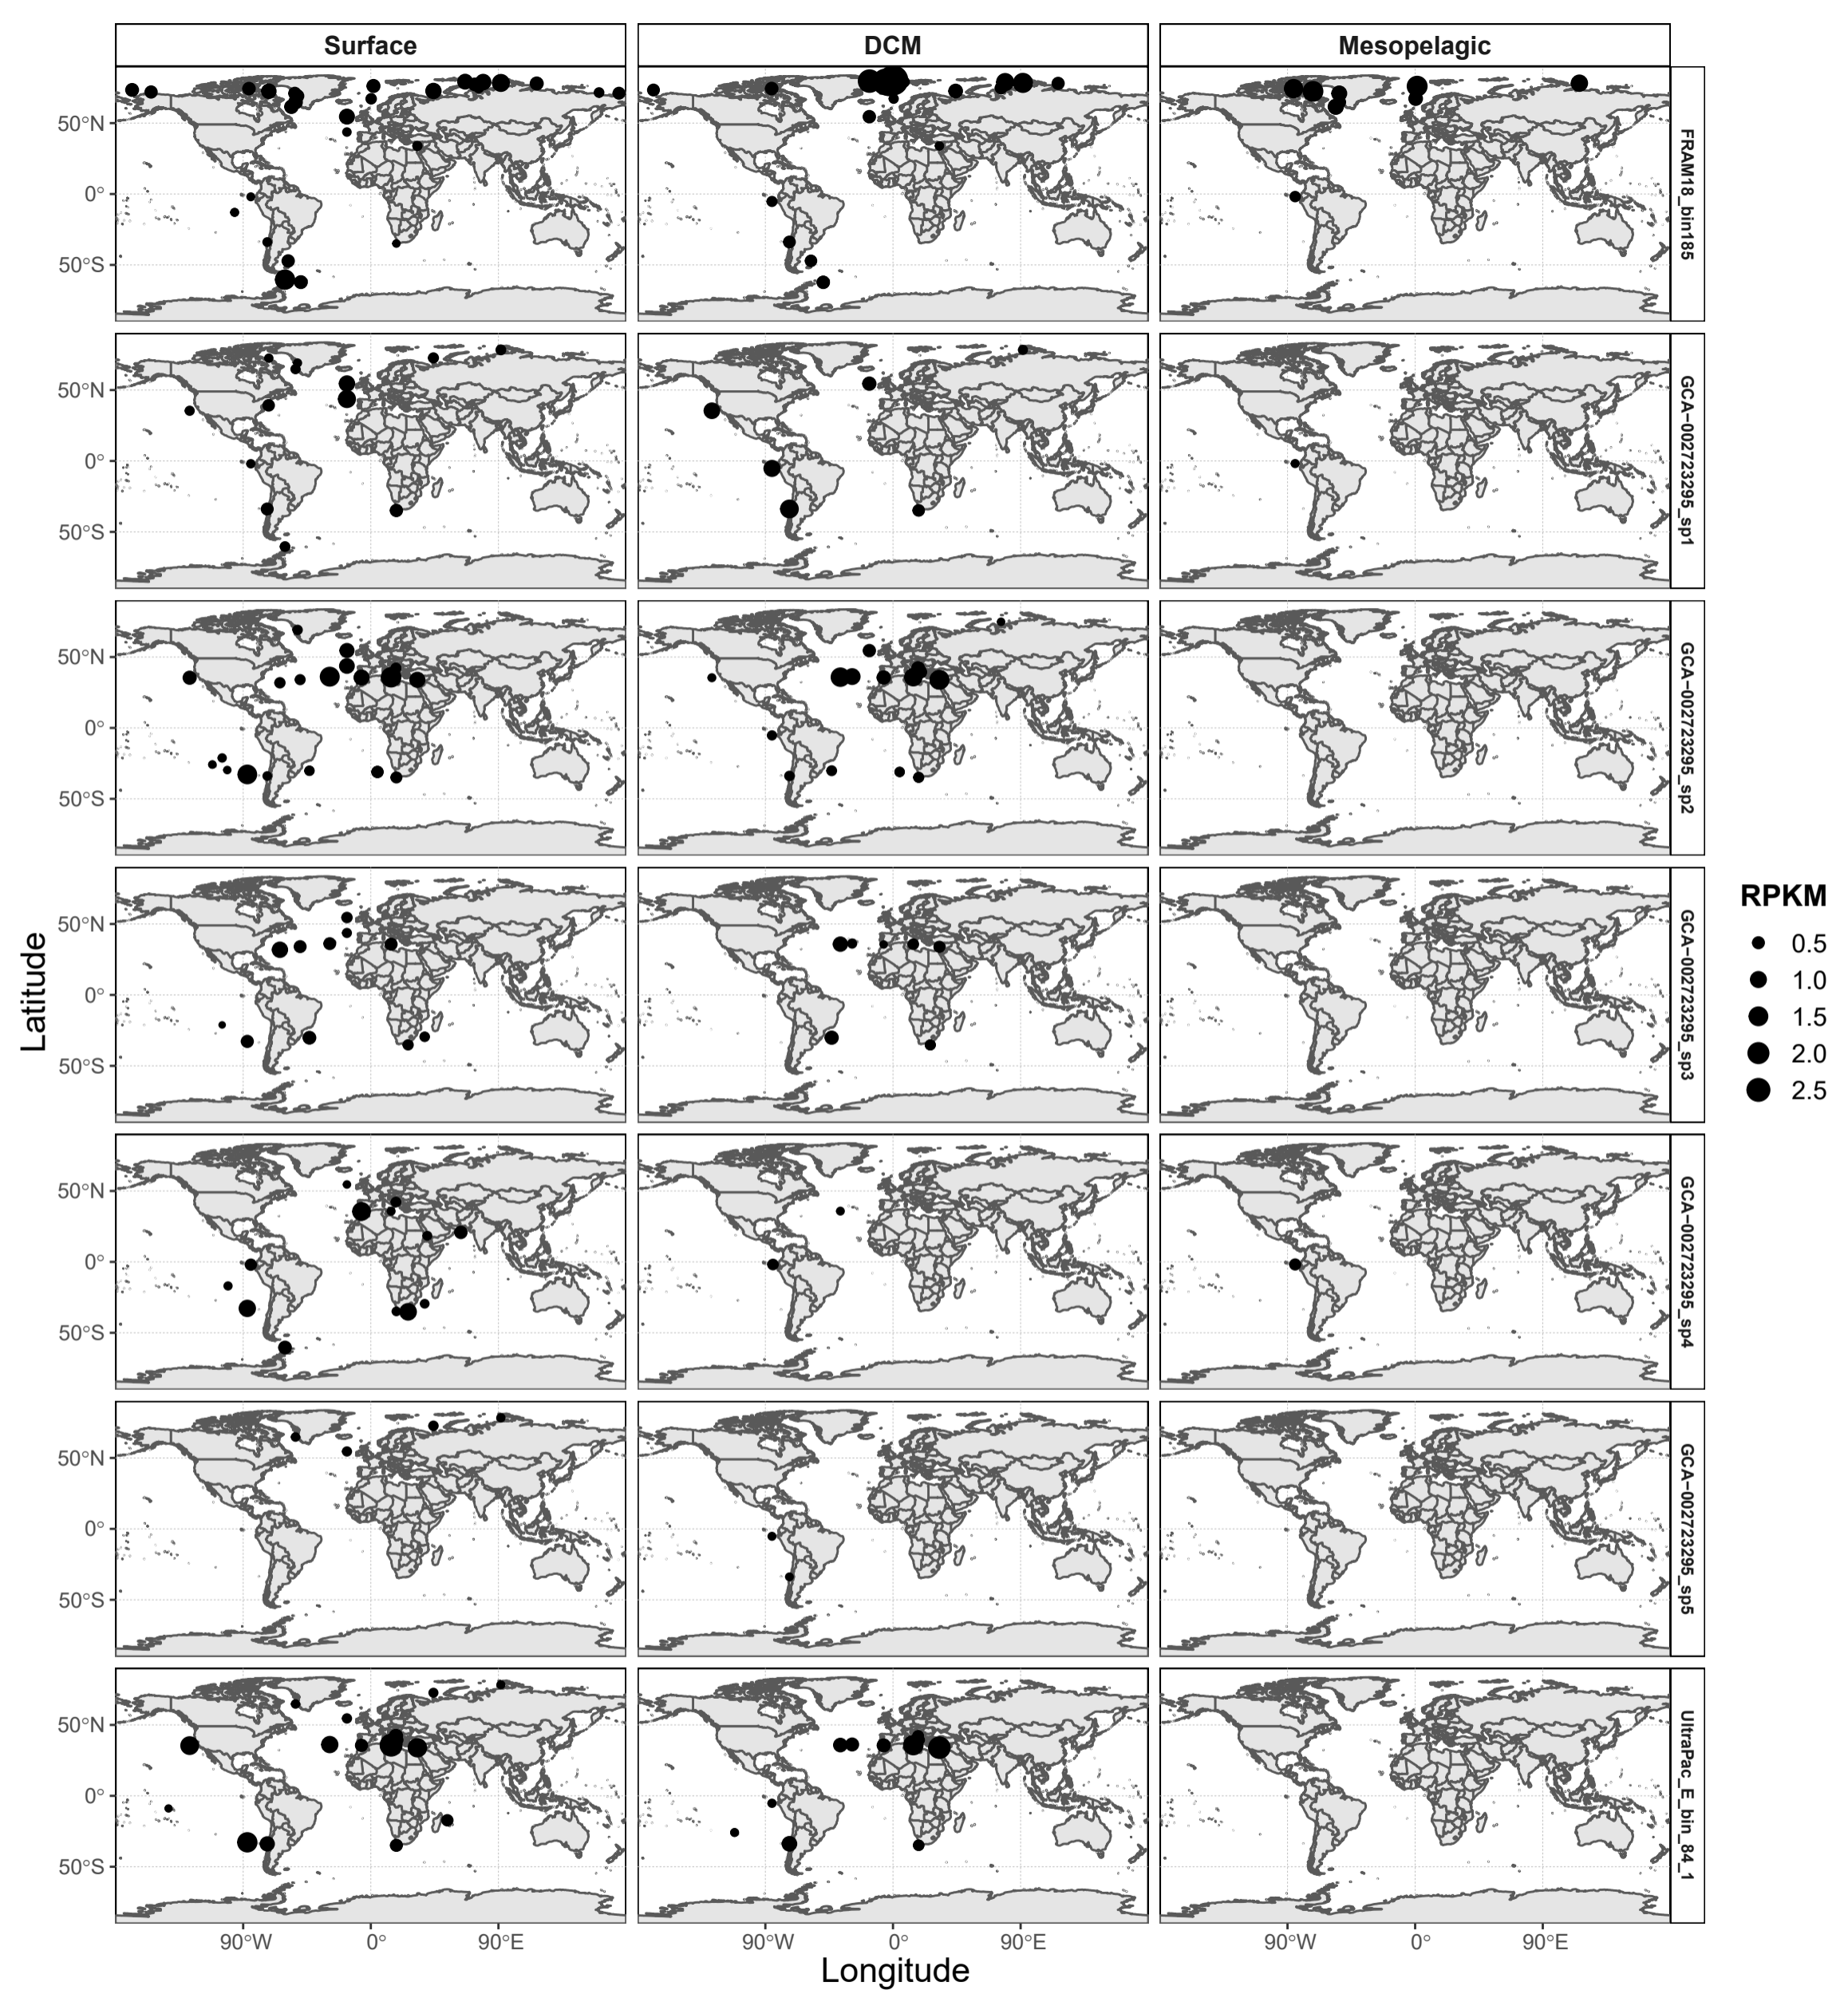 Surface DCM Mesopelagic
50°N
0°
50°S
FRAM18_bin185
50°N
0°
50°S
GCA-002723295_sp1
50°N
0°
50°S
GCA-002723295_sp2
50°N
0°
50°S
GCA-002723295_sp3
50°N
0°
50°S
GCA-002723295_sp4
50°N
0°
50°S
GCA-002723295_sp5
50°N
0°
50°S
UltraPac_E_bin_84_1
90°W 0° 90°E 90°W 0° 90°E 90°W 0° 90°E
Longitude
Latitude
RPKM
0.5
1.0
1.5
2.0
2.5